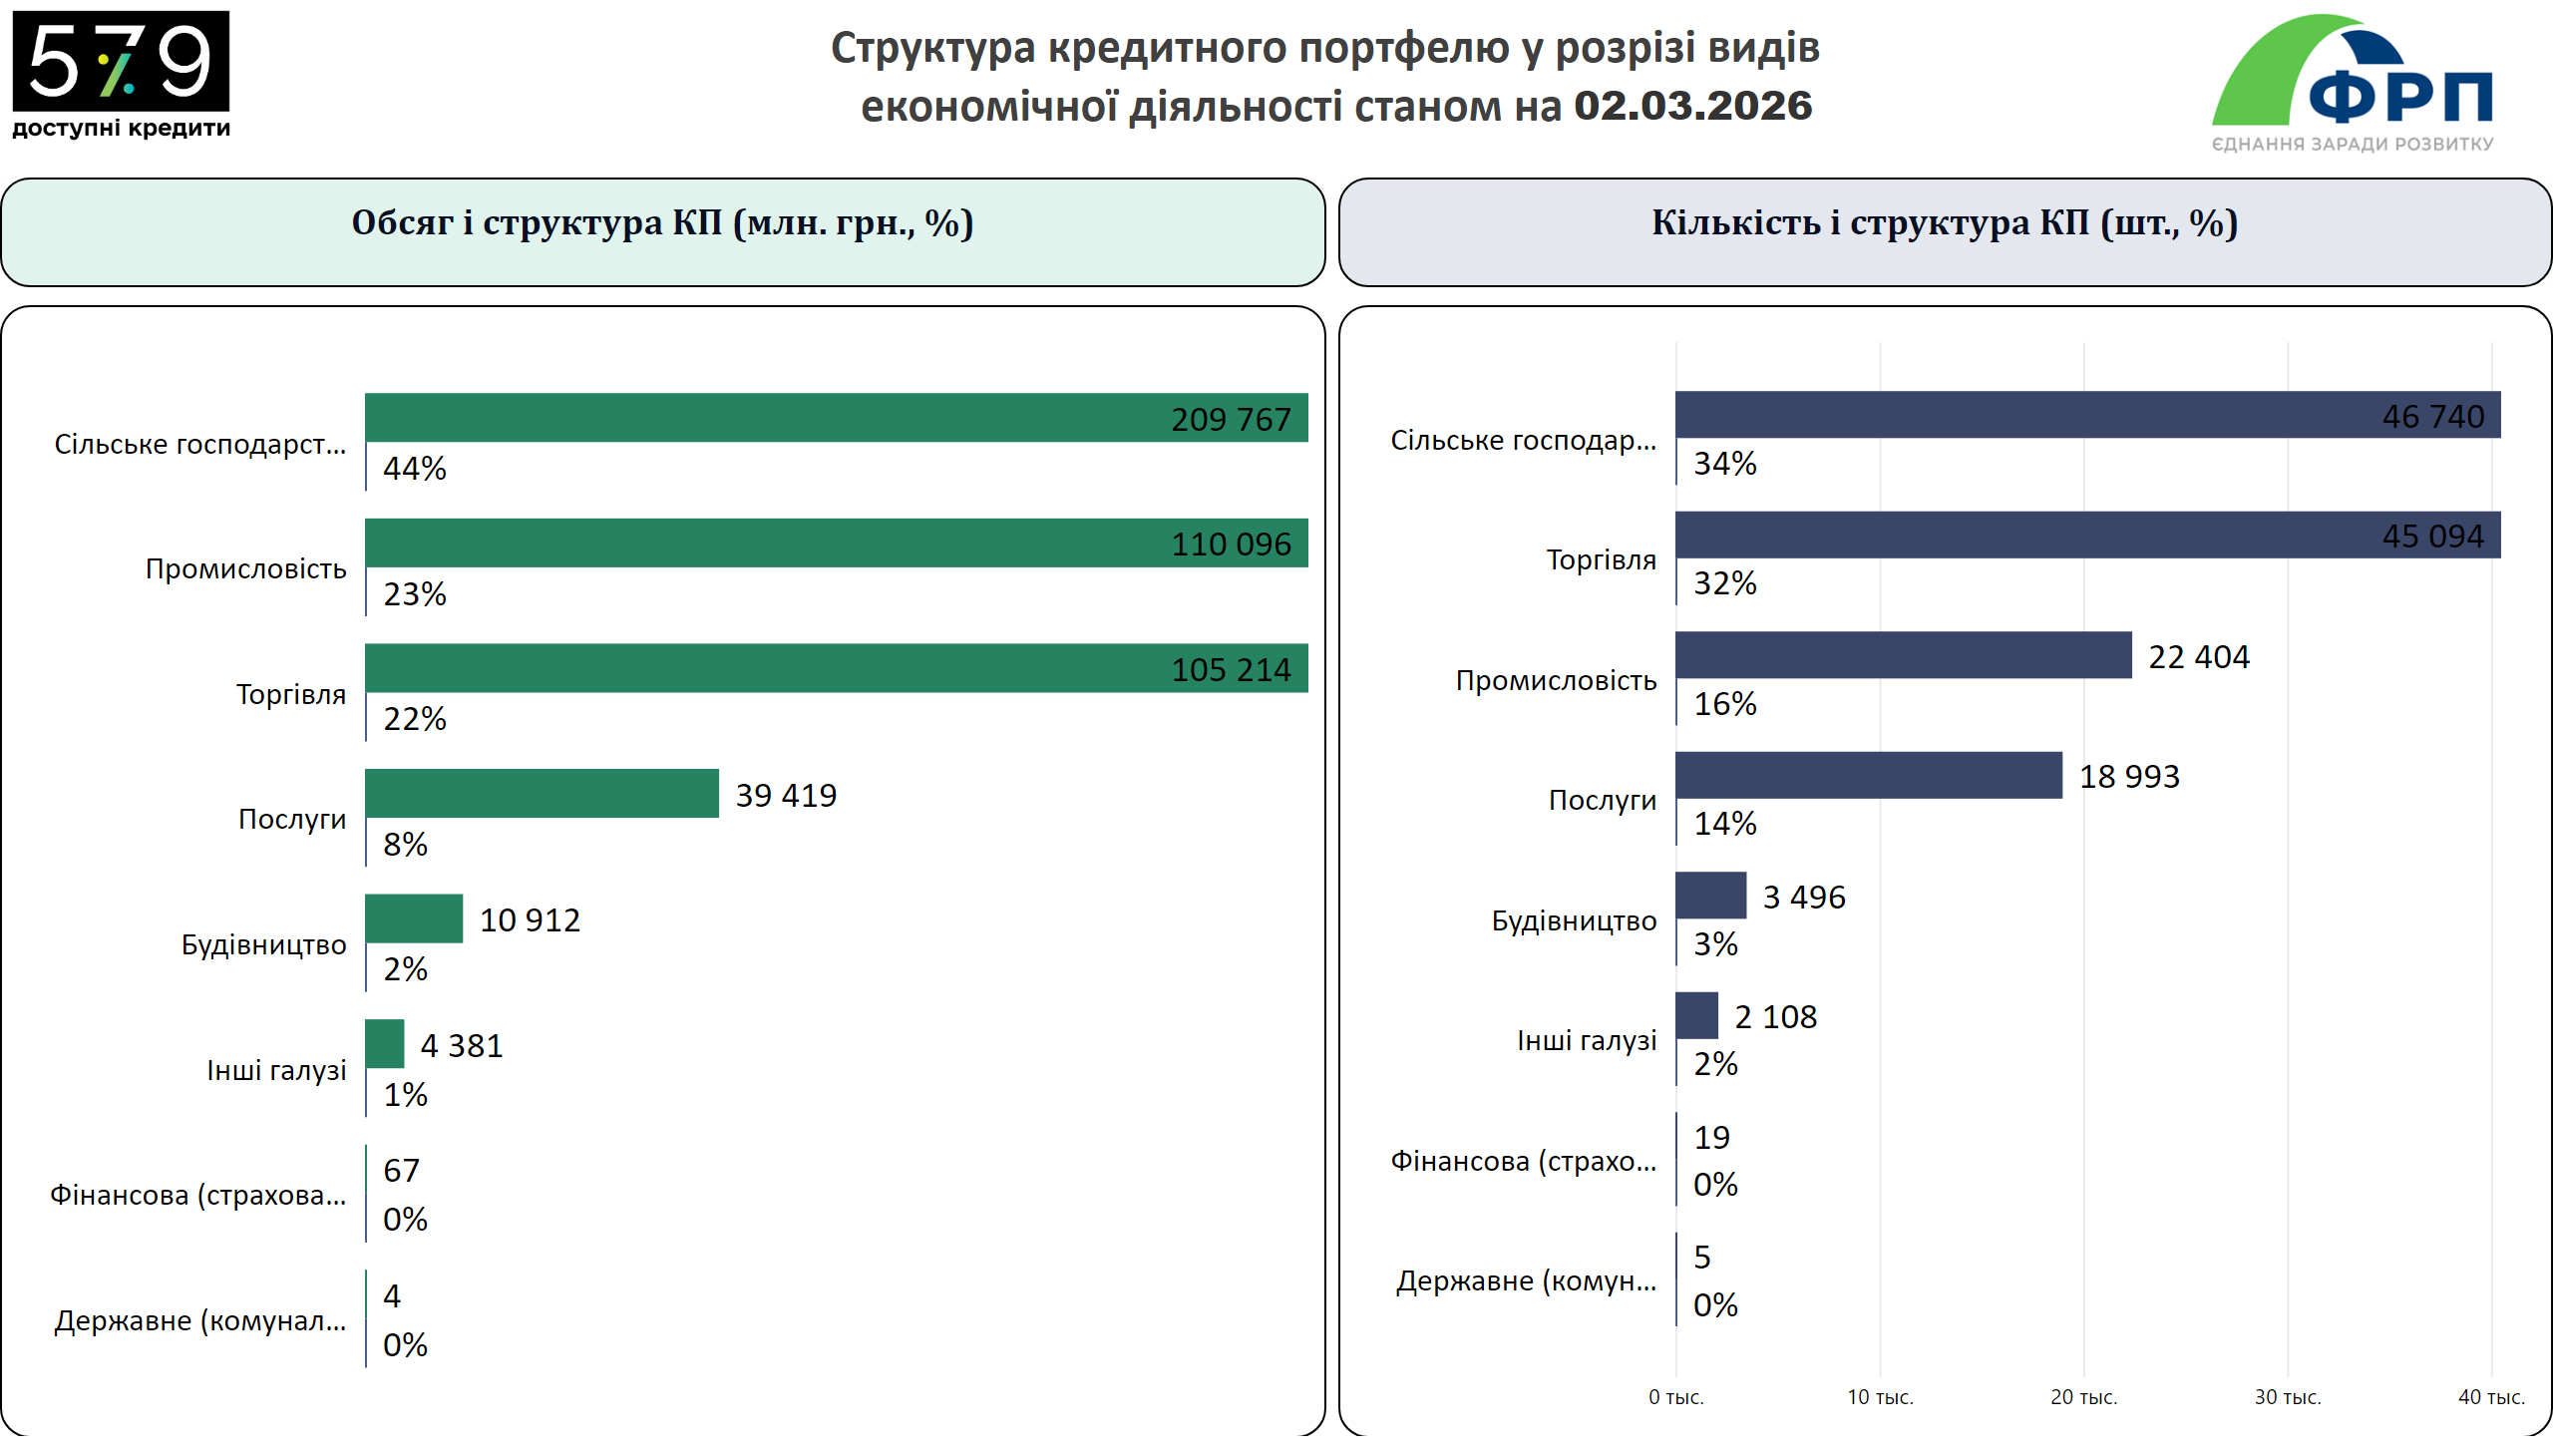 579
доступні кредити
Структура кредитного портфелю у розрізі видів
економічної діяльності станом на 02.03.2026
ФРП
ЄДНАННЯ ЗАРАДИ РОЗВИТКУ
Обсяг і структура КП (млн. грн., %)
Сільське господарст...
209 767
44%
Промисловість
110 096
23%
Торгівля
105 214
22%
Послуги
39 419
8%
Будівництво
10 912
2%
Інші галузі
4 381
1%
Фінансова (страхова...
67
0%
Державне (комунал...
4
0%
Кількість і структура КП (шт., %)
Сільське господар...
46 740
34%
Торгівля
45 094
32%
Промисловість
22 404
16%
Послуги
18 993
14%
Будівництво
3 496
3%
Інші галузі
2 108
2%
Фінансова (страхо...
19
0%
Державне (комун...
5
0%
0 тыс.
10 тыс.
20 тыс.
30 тыс.
40 тыс.